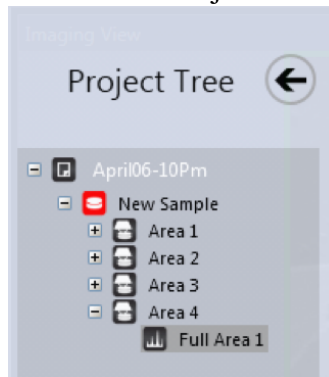 Imaging View
Project Tree
April06-10Pm
New Sample
Area 1
Area 2
Area 3
Area 4
Full Area 1